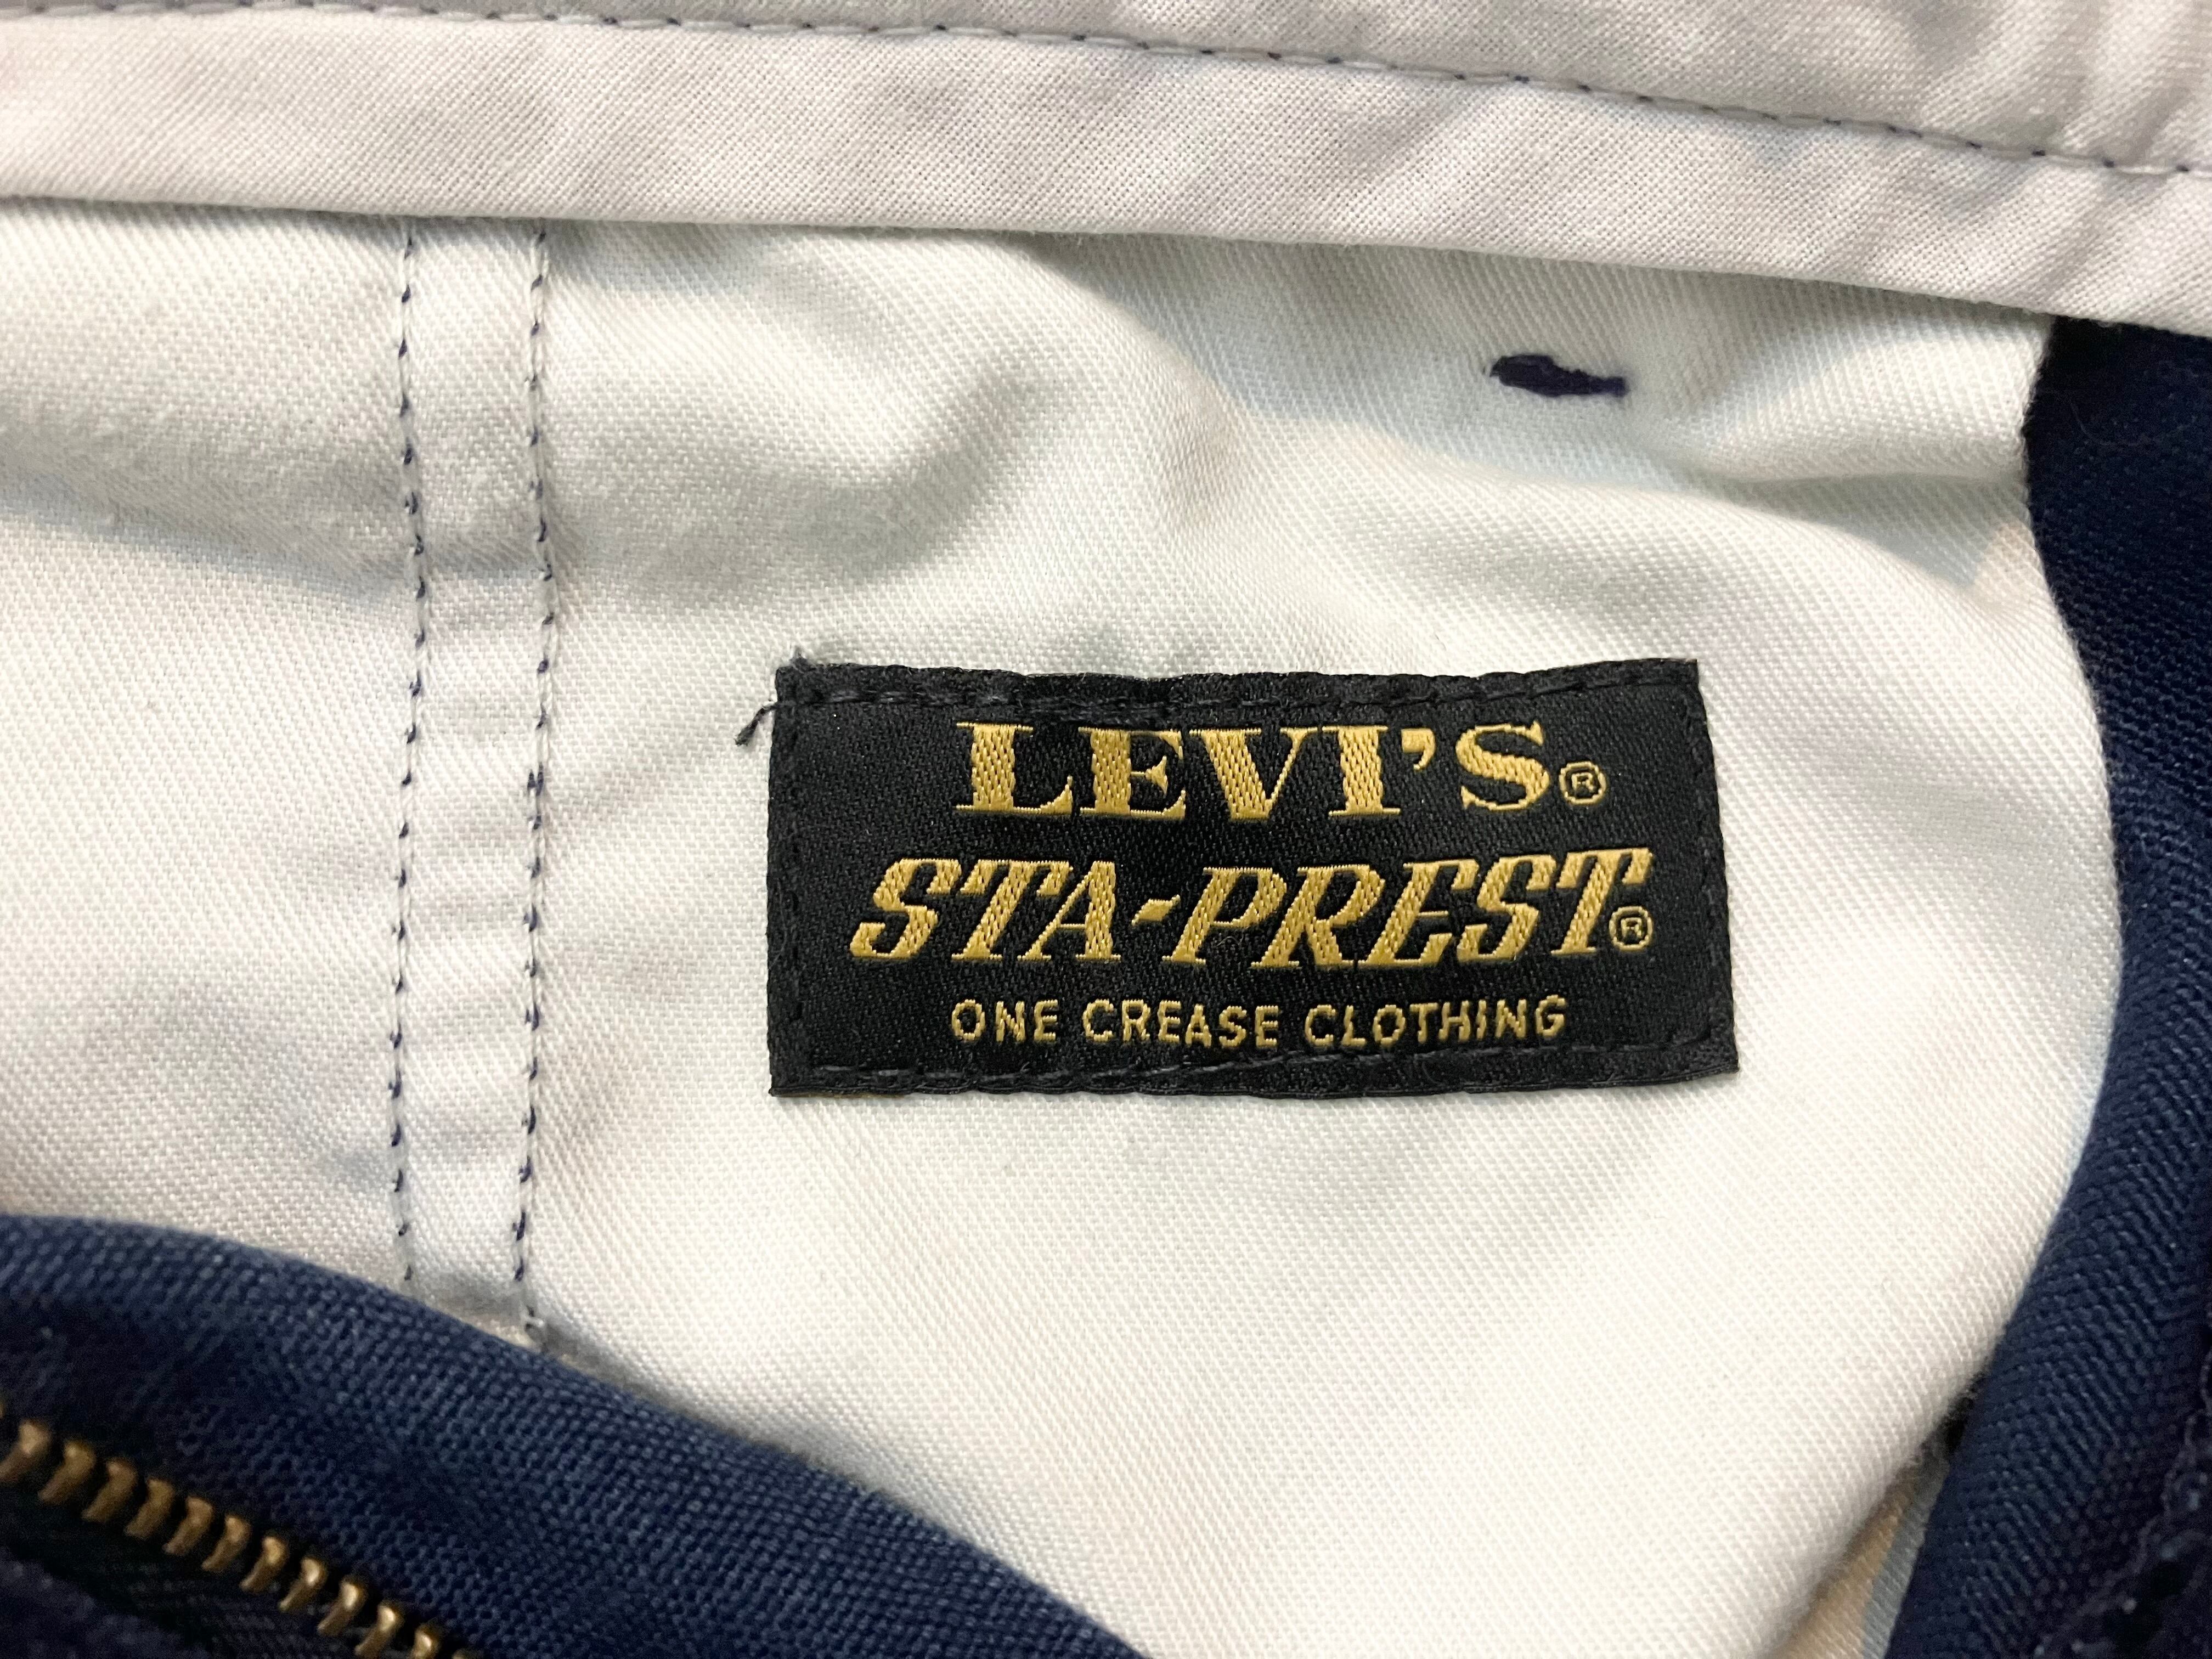 LEVI'S®
STA-PREST®
ONE CREASE CLOTHING